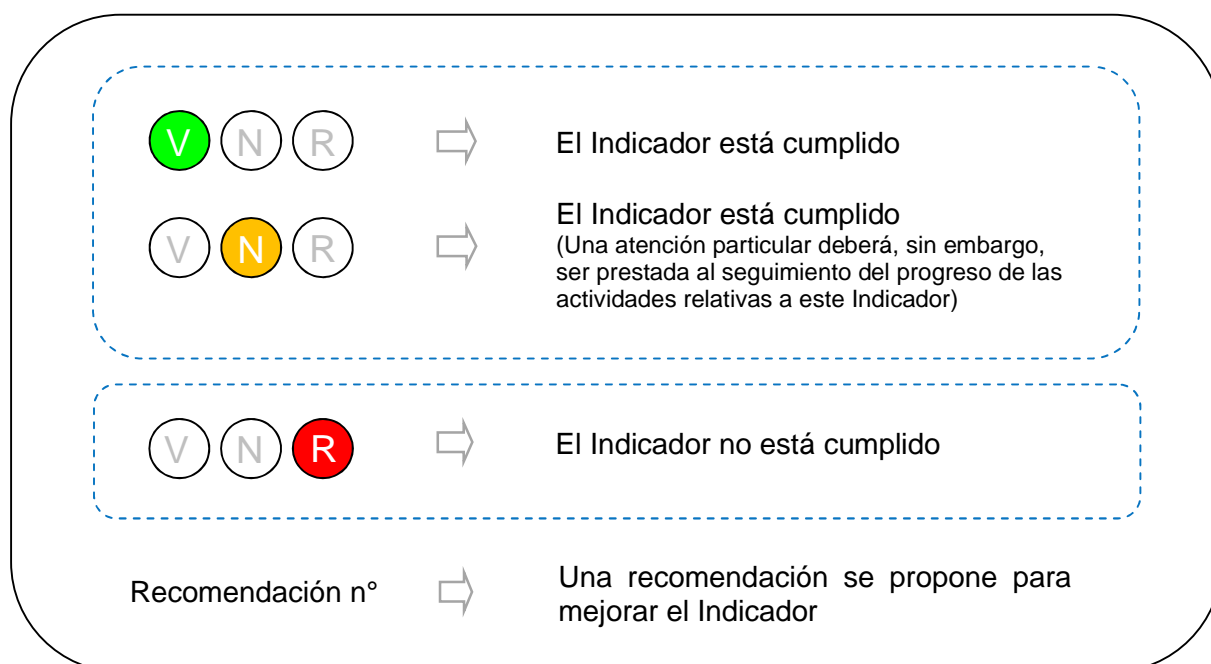 V N R El Indicador está cumplido
El Indicador está cumplido
V N R (Una atención particular deberá, sin embargo,
ser prestada al seguimiento del progreso de las
actividades relativas a este Indicador)
V N R El Indicador no está cumplido
Recomendación n° Una recomendación se propone para
mejorar el Indicador